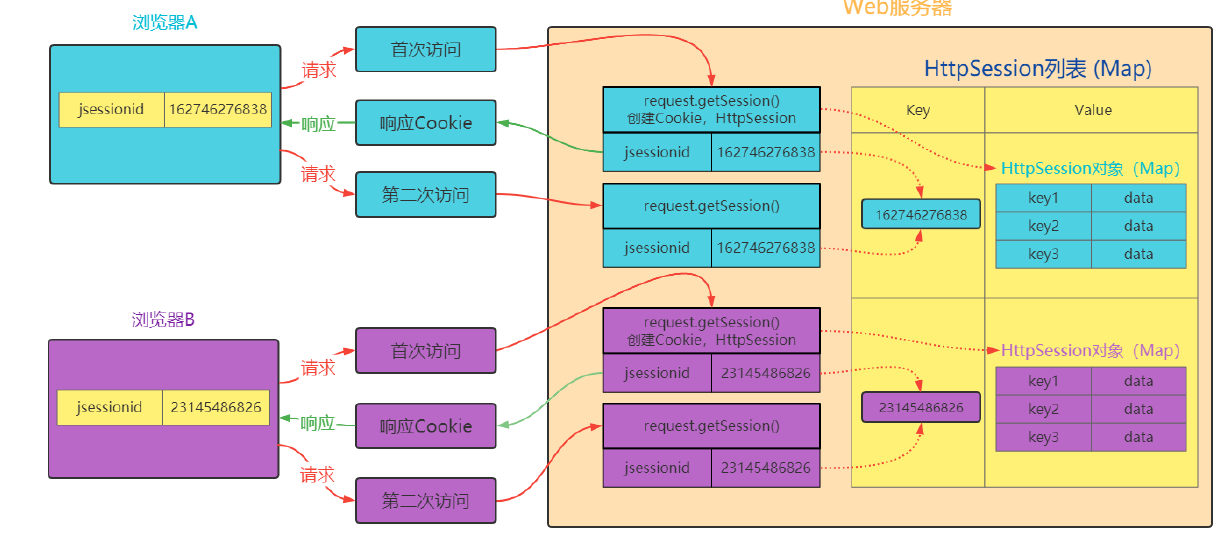 Web服务器
浏览器A
jsessionid 162746276838
请求
首次访问
响应
响应Cookie
请求
第二次访问
request.getSession()
创建Cookie，HttpSession
jsessionid 162746276838
request.getSession()
jsessionid 162746276838
HttpSession列表 (Map)
Key Value
162746276838
HttpSession对象（Map）
key1 data
key2 data
key3 data
浏览器B
jsessionid 23145486826
请求
首次访问
响应
响应Cookie
请求
第二次访问
request.getSession()
创建Cookie，HttpSession
jsessionid 23145486826
request.getSession()
jsessionid 23145486826
23145486826
HttpSession对象（Map）
key1 data
key2 data
key3 data